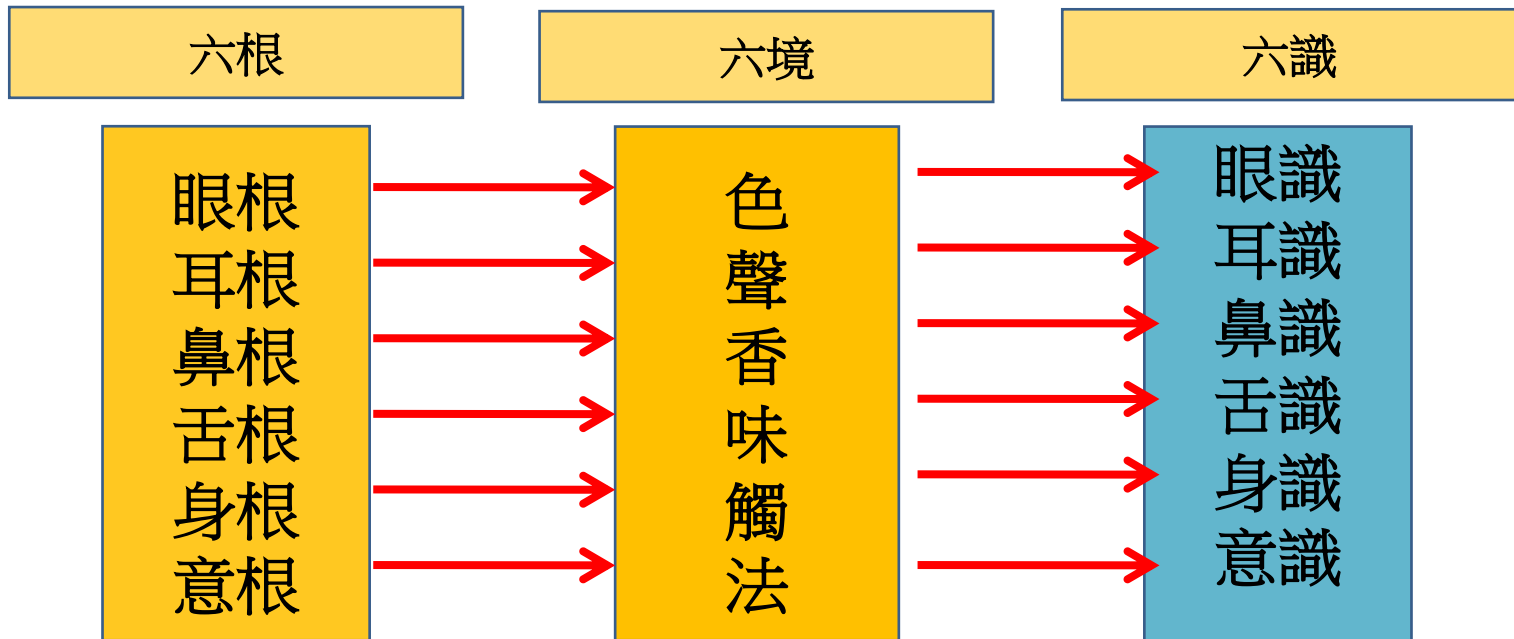 六根
六境
六識
眼根
耳根
鼻根
舌根
身根
意根
色
聲
香
味
觸
法
眼識
耳識
鼻識
舌識
身識
意識